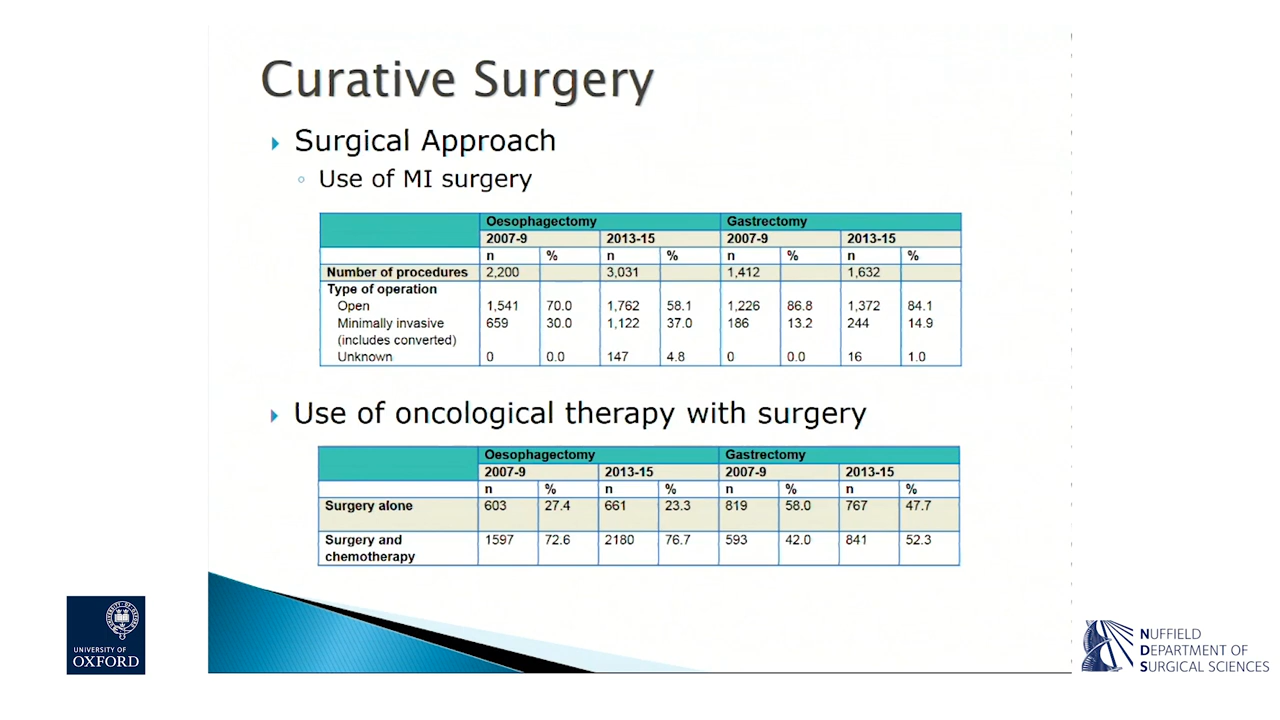 Curative Surgery
Surgical Approach
Use of MI surgery
Oesophagectomy Gastrectomy
2007-9 2013-15 2007-9 2013-15
n % n % n % n %
Number of procedures 2,200 3,031 1,412 1,632
Type of operation
Open 1,541 70.0 1,762 58.1 1,226 86.8 1,372 84.1
Minimally invasive 659 30.0 1,122 37.0 186 13.2 244 14.9
(includes converted)
Unknown 0 0.0 147 4.8 0 0.0 16 1.0
Use of oncological therapy with surgery
Oesophagectomy Gastrectomy
2007-9 2013-15 2007-9 2013-15
n % n % n % n %
Surgery alone 603 27.4 661 23.3 819 58.0 767 47.7
Surgery and 1597 72.6 2180 76.7 593 42.0 841 52.3
chemotherapy
UNIVERSITY OF
OXFORD
NUFFIELD
DEPARTMENT OF
SURGICAL SCIENCES